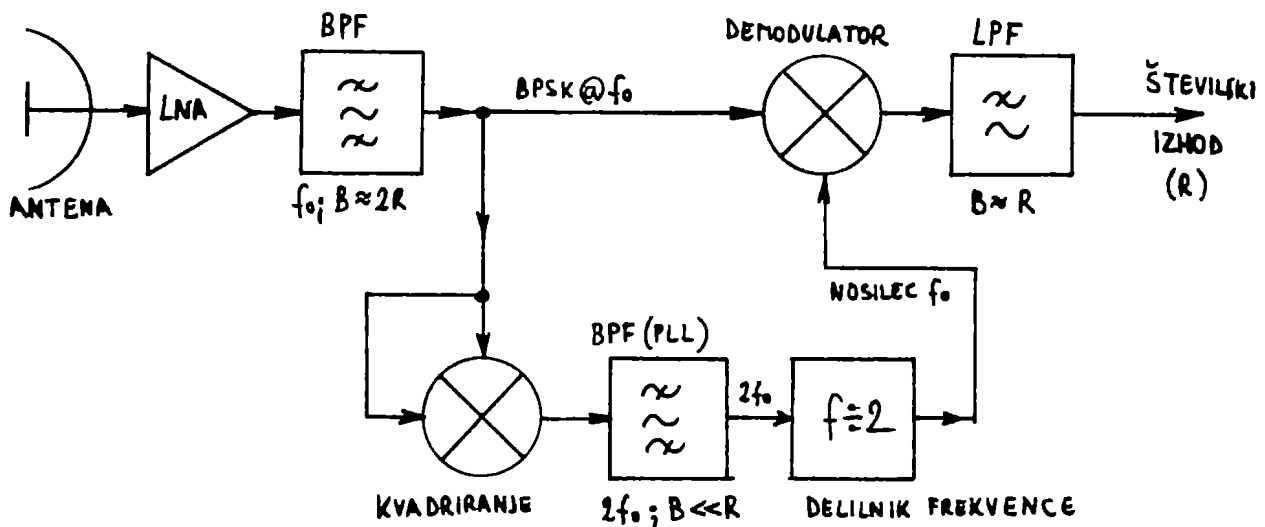 BPF
DEMODULATOR
LPF
LNA
BPSK@f₀
ŠTEVILSKI
IZHOD
(R)
ANTENA
f₀; B≈2R
B≈R
NOSILEC f₀
BPF (PLL)
2f₀
f÷2
KVADRIRANJE
2f₀; B<<R
DELILNIK FREKVENCE